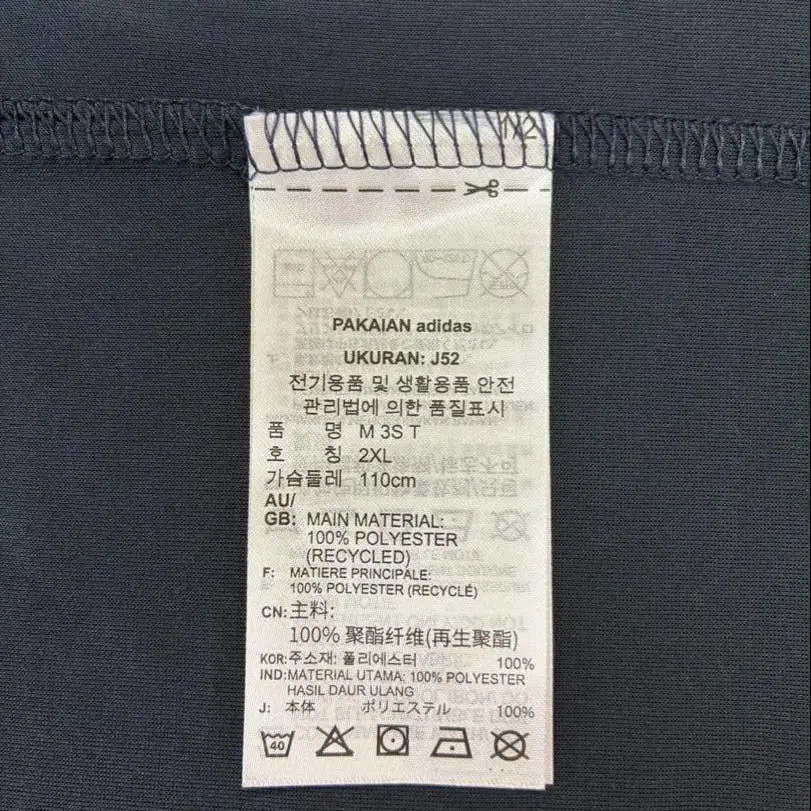 1X2
PAKAIAN adidas
UKURAN: J52
전기용품 및 생활용품 안전
관리법에 의한 품질표시
품 명 M 3S T
호 칭 2XL
가슴둘레 110cm
AU/
GB: MAIN MATERIAL:
100% POLYESTER
(RECYCLED)
F: MATIERE PRINCIPALE:
100% POLYESTER (RECYCLÉ)
CN: 主料:
100% 聚酯纤维(再生聚酯)
KOR: 주소재: 폴리에스터 100%
IND: MATERIAL UTAMA: 100% POLYESTER
HASIL DAUR ULANG
J: 本体 ポリエステル 100%
40